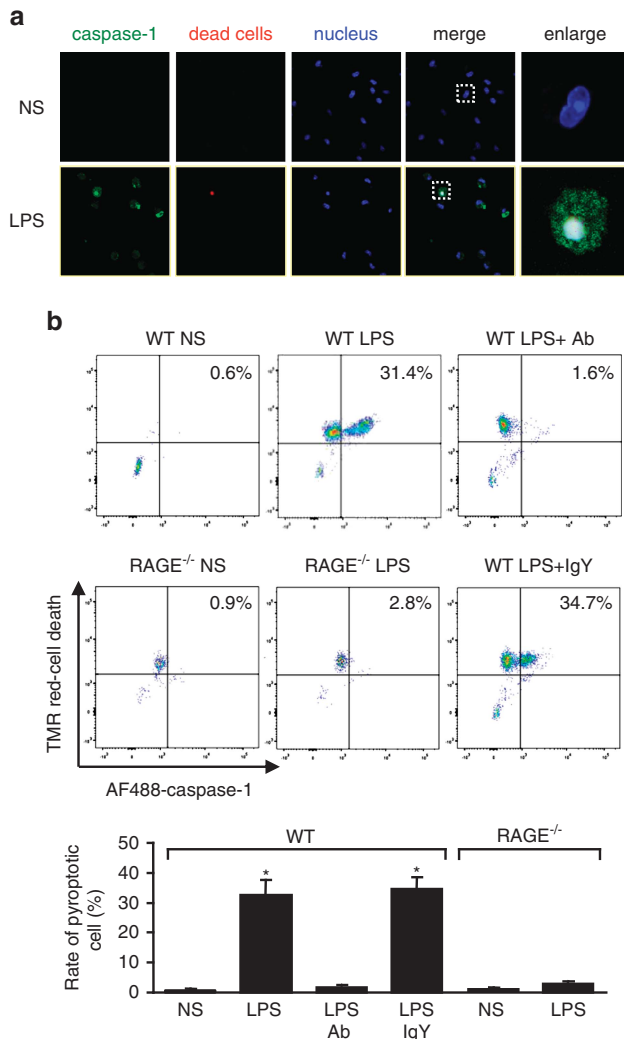 a
caspase-1 dead cells nucleus merge enlarge
NS
LPS
b
WT NS WT LPS WT LPS+ Ab
0.6% 31.4% 1.6%
RAGE-/- NS RAGE-/- LPS WT LPS+IgY
0.9% 2.8% 34.7%
TMR red-cell death
AF488-caspase-1
WT RAGE-/-
Rate of pyroptotic
cell (%)
50
40
30
20
10
0
* *
NS LPS LPS LPS NS LPS
Ab IgY